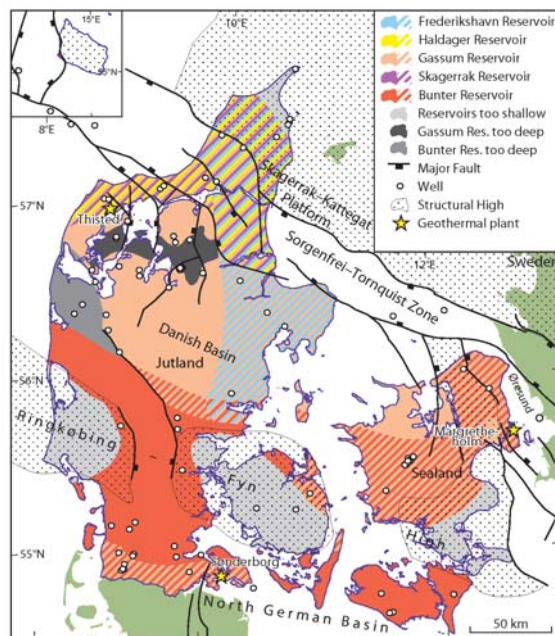 15°E
55°N
10°E
8°E
57°N
12°E
56°N
55°N
Frederikshavn Reservoir
Haldager Reservoir
Gassum Reservoir
Skagerrak Reservoir
Bunter Reservoir
Reservoirs too shallow
Gassum Res. too deep
Bunter Res. too deep
Major Fault
Well
Structural High
Geothermal plant
Skagerrak–Kattegat
Platform
Thisted
Sorgenfrei–Tornquist Zone
Sweden
Danish Basin
Jutland
Øresund
Margrethe-
holm
Ringkøbing
Fyn
Sealand
High
Sønderborg
North German Basin
50 km